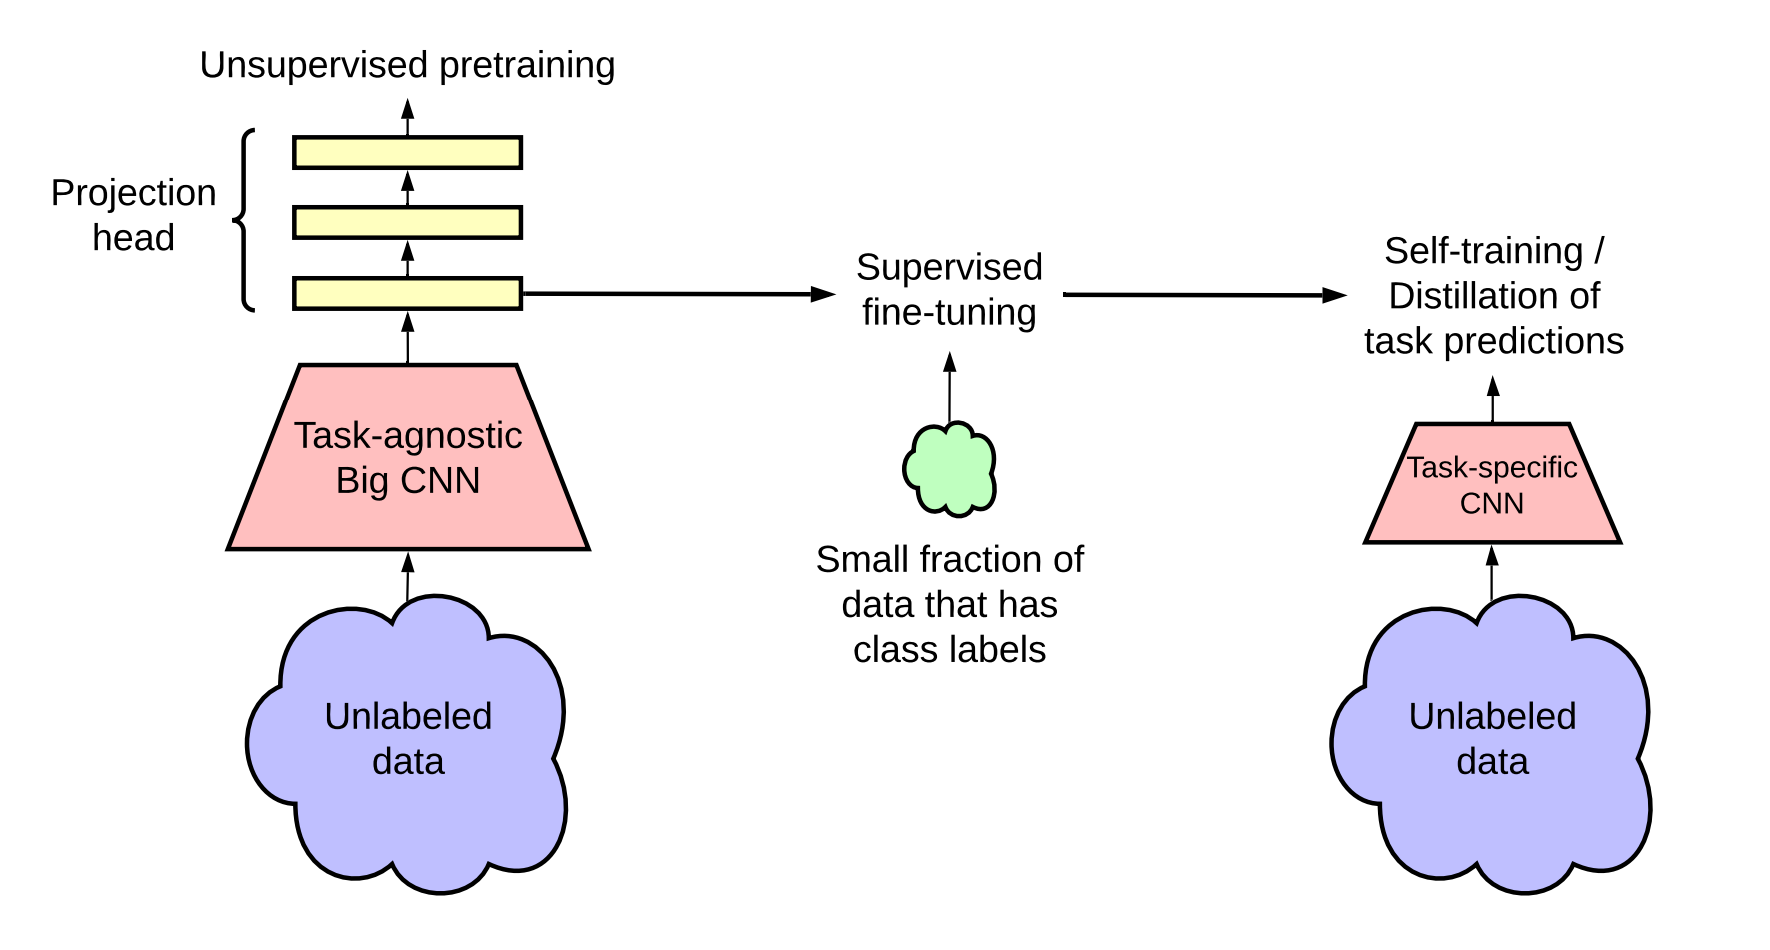 Unsupervised pretraining
Projection
head
Task-agnostic
Big CNN
Unlabeled
data
Supervised
fine-tuning
Small fraction of
data that has
class labels
Self-training /
Distillation of
task predictions
Task-specific
CNN
Unlabeled
data